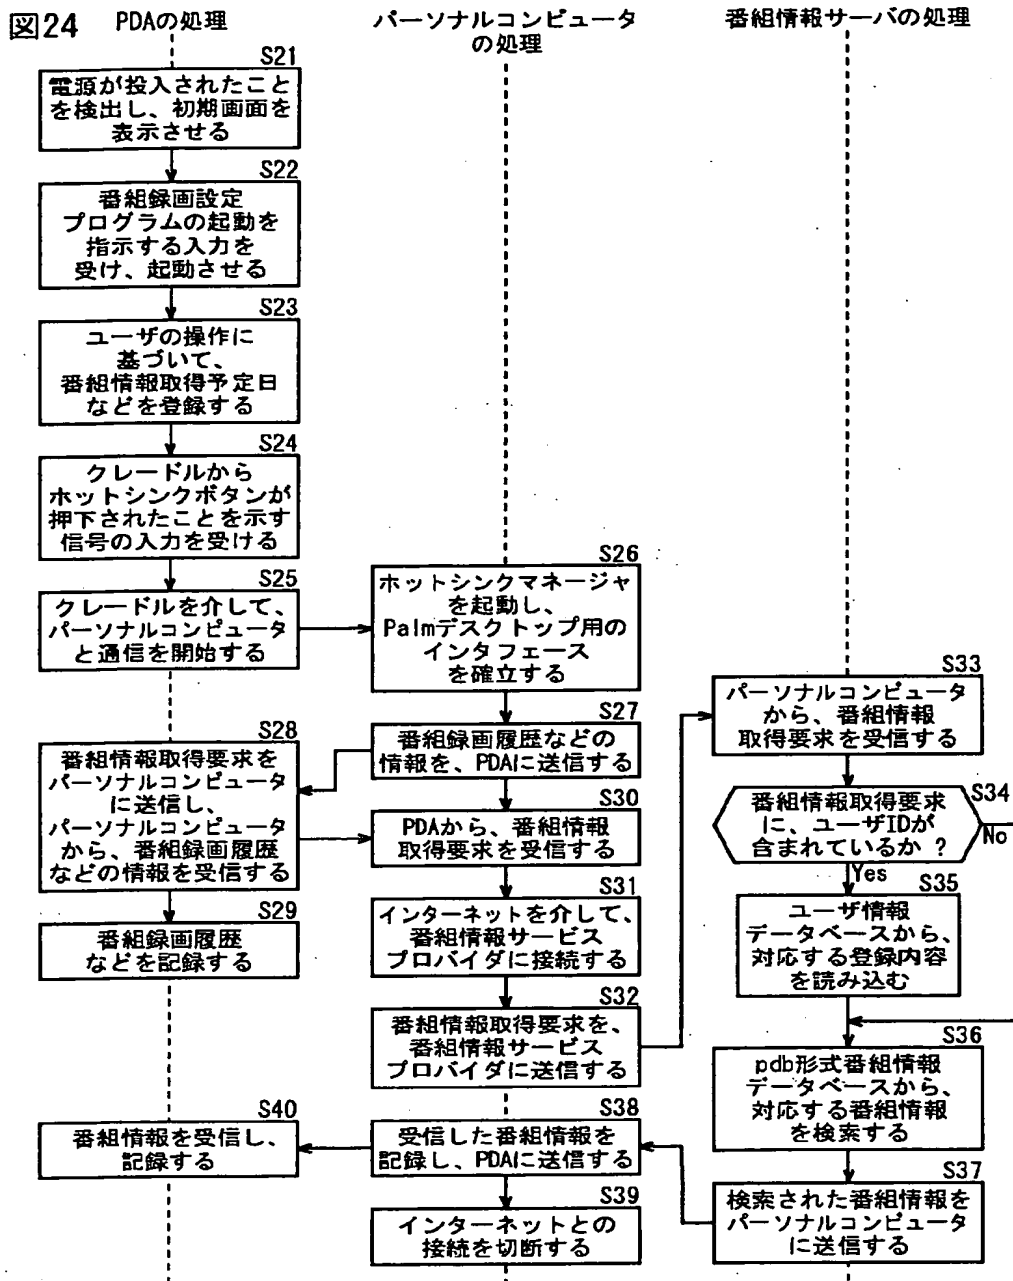 図24
PDAの処理
パーソナルコンピュータ
の処理
番組情報サーバの処理
S21
電源が投入されたこと
を検出し、初期画面を
表示させる
S22
番組録画設定
プログラムの起動を
指示する入力を
受け、起動させる
S23
ユーザの操作に
基づいて、
番組情報取得予定日
などを登録する
S24
クレードルから
ホットシンクボタンが
押下されたことを示す
信号の入力を受ける
S25
クレードルを介して、
パーソナルコンピュータ
と通信を開始する
S26
ホットシンクマネージャ
を起動し、
Palmデスクトップ用の
インタフェース
を確立する
S27
番組録画履歴などの
情報を、PDAに送信する
S28
番組情報取得要求を
パーソナルコンピュータ
に送信し、
パーソナルコンピュータ
から、番組録画履歴
などの情報を受信する
S29
番組録画履歴
などを記録する
S30
PDAから、番組情報
取得要求を受信する
S31
インターネットを介して、
番組情報サービス
プロバイダに接続する
S32
番組情報取得要求を、
番組情報サービス
プロバイダに送信する
S33
パーソナルコンピュータ
から、番組情報
取得要求を受信する
S34
番組情報取得要求
に、ユーザIDが
含まれているか ?
No
Yes
S35
ユーザ情報
データベースから、
対応する登録内容
を読み込む
S36
pdb形式番組情報
データベースから、
対応する番組情報
を検索する
S37
検索された番組情報を
パーソナルコンピュータ
に送信する
S38
受信した番組情報を
記録し、PDAに送信する
S39
インターネットとの
接続を切断する
S40
番組情報を受信し、
記録する